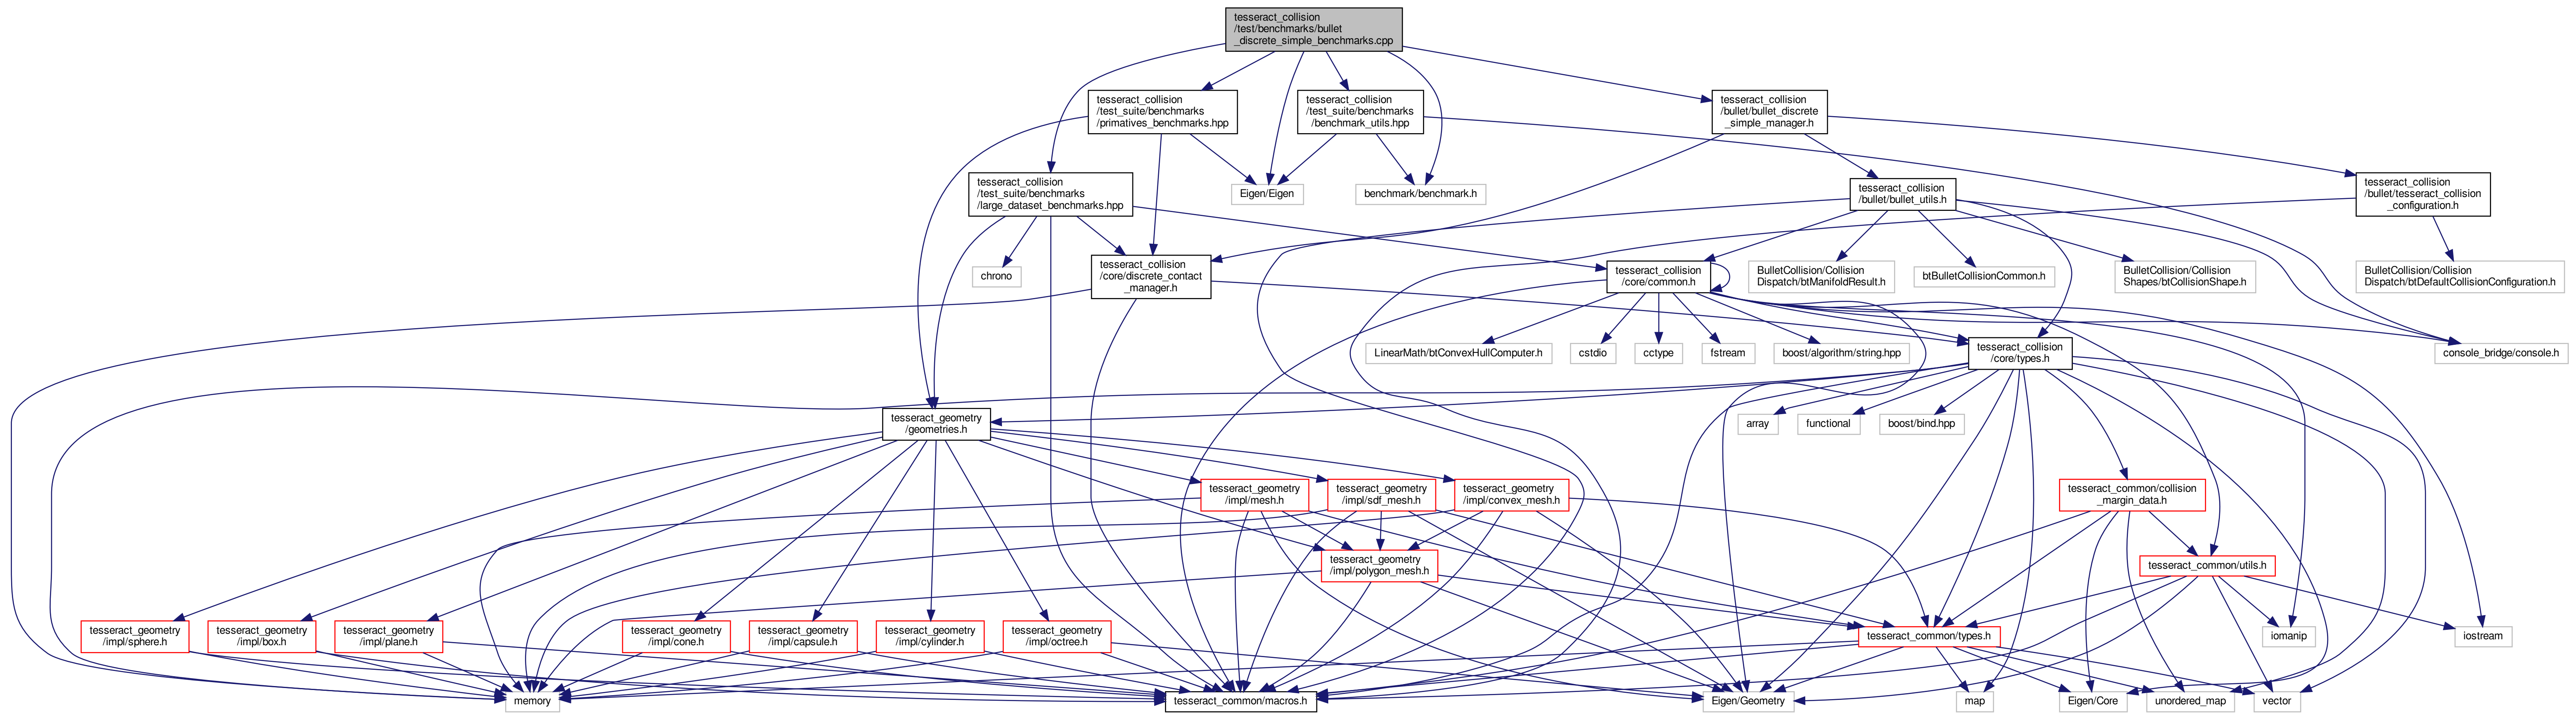 tesseract_collision
/test/benchmarks/bullet
_discrete_simple_benchmarks.cpp
tesseract_collision
/test_suite/benchmarks
/primatives_benchmarks.hpp
tesseract_collision
/test_suite/benchmarks
/benchmark_utils.hpp
tesseract_collision
/bullet/bullet_discrete
_simple_manager.h
tesseract_collision
/test_suite/benchmarks
/large_dataset_benchmarks.hpp
Eigen/Eigen
benchmark/benchmark.h
tesseract_collision
/bullet/bullet_utils.h
tesseract_collision
/bullet/tesseract_collision
_configuration.h
chrono
tesseract_collision
/core/discrete_contact
_manager.h
tesseract_collision
/core/common.h
BulletCollision/Collision
Dispatch/btManifoldResult.h
btBulletCollisionCommon.h
BulletCollision/Collision
Shapes/btCollisionShape.h
BulletCollision/Collision
Dispatch/btDefaultCollisionConfiguration.h
LinearMath/btConvexHullComputer.h
cstdio
cctype
fstream
boost/algorithm/string.hpp
tesseract_collision
/core/types.h
console_bridge/console.h
tesseract_geometry
/geometries.h
array
functional
boost/bind.hpp
tesseract_geometry
/impl/mesh.h
tesseract_geometry
/impl/sdf_mesh.h
tesseract_geometry
/impl/convex_mesh.h
tesseract_common/collision
_margin_data.h
tesseract_geometry
/impl/polygon_mesh.h
tesseract_common/utils.h
tesseract_geometry
/impl/sphere.h
tesseract_geometry
/impl/box.h
tesseract_geometry
/impl/plane.h
tesseract_geometry
/impl/cone.h
tesseract_geometry
/impl/capsule.h
tesseract_geometry
/impl/cylinder.h
tesseract_geometry
/impl/octree.h
tesseract_common/types.h
iomanip
iostream
memory
tesseract_common/macros.h
Eigen/Geometry
map
Eigen/Core
unordered_map
vector